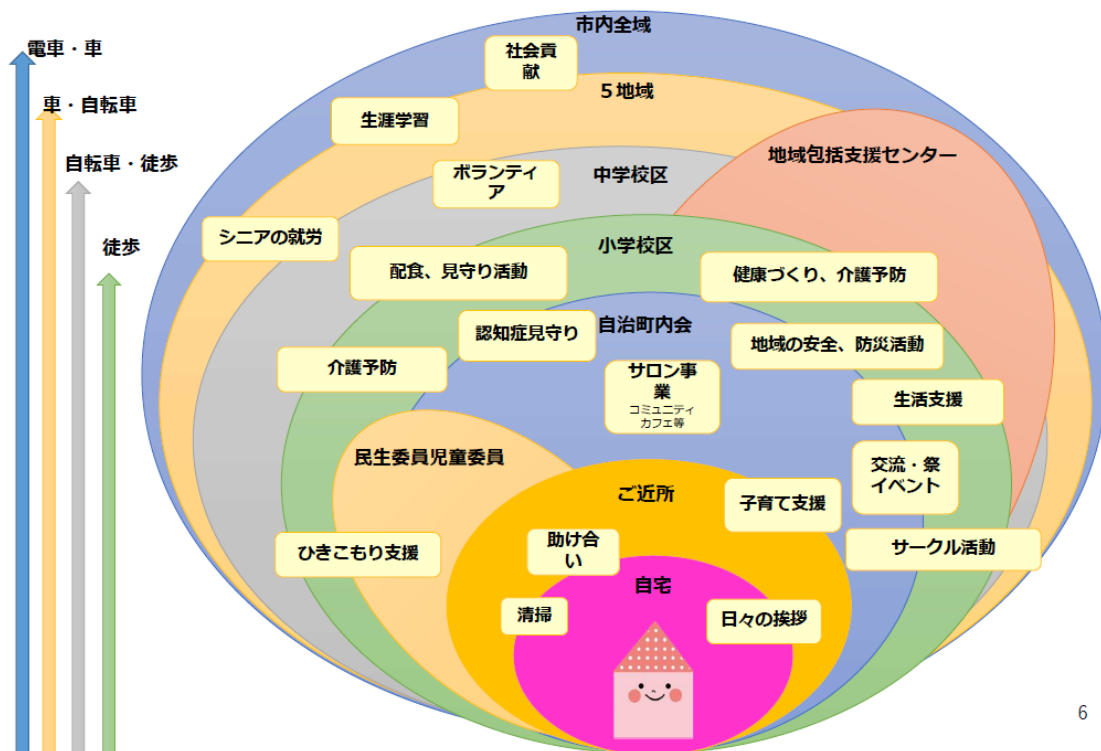 市内全域
電車・車
社会貢
献
5地域
車・自転車
生涯学習
自転車・徒歩
地域包括支援センター
ボランティ
ア
中学校区
シニアの就労
徒歩
小学校区
配食、見守り活動
健康づくり、介護予防
自治町内会
認知症見守り
地域の安全、防災活動
介護予防
サロン事
業
コミュニティ
カフェ等
生活支援
民生委員児童委員
交流・祭
イベント
ご近所
子育て支援
助け合
い
ひきこもり支援
サークル活動
自宅
清掃
日々の挨拶
6